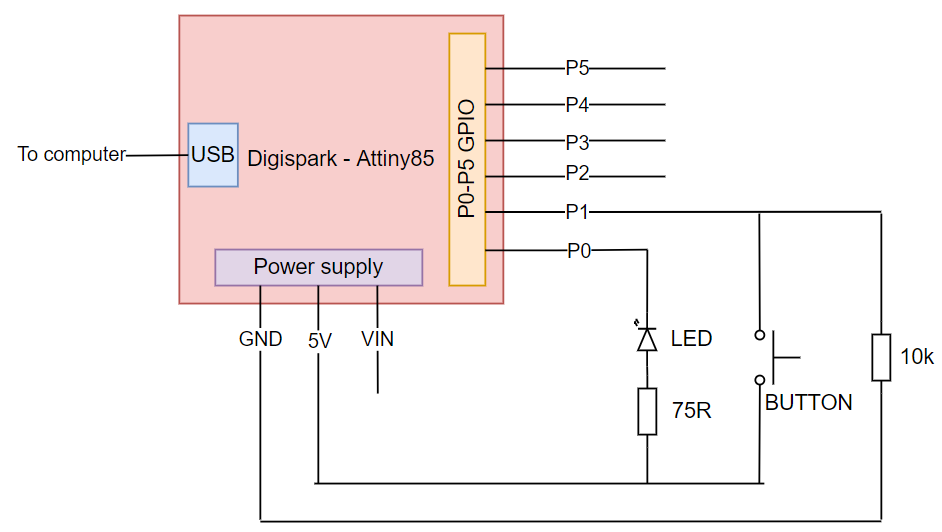 P5
P4
P3
P2
P1
P0
P0-P5 GPIO
To computer
USB
Digispark - Attiny85
Power supply
GND
5V
VIN
LED
75R
BUTTON
10k